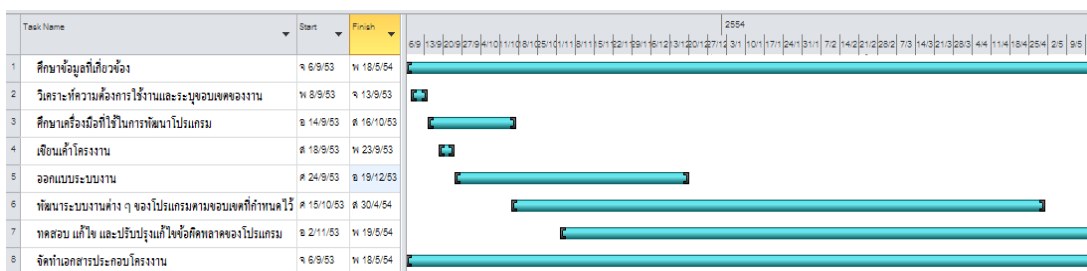 2554
Task Name Start Finish
6/9 13/9 20/9 27/9 4/10 11/10 18/10 25/10 1/11 8/11 15/11 22/11 29/11 6/12 13/12 20/12 27/12 3/1 10/1 17/1 24/1 31/1 7/2 14/2 21/2 28/2 7/3 14/3 21/3 28/3 4/4 11/4 18/4 25/4 2/5 9/5
1 ศึกษาข้อมูลที่เกี่ยวข้อง จ 6/9/53 พ 18/5/54
2 วิเคราะห์ความต้องการใช้งานและระบุขอบเขตของงาน พ 8/9/53 จ 13/9/53
3 ศึกษาเครื่องมือที่ใช้ในการพัฒนาโปรแกรม อ 14/9/53 ส 16/10/53
4 เขียนเค้าโครงงาน ส 18/9/53 พ 23/9/53
5 ออกแบบระบบงาน ศ 24/9/53 อ 19/12/53
6 พัฒนาระบบงานต่าง ๆ ของโปรแกรมตามขอบเขตที่กำหนดไว้ ศ 15/10/53 ส 30/4/54
7 ทดสอบ แก้ไข และปรับปรุงแก้ไขข้อผิดพลาดของโปรแกรม อ 2/11/53 พ 19/5/54
8 จัดทำเอกสารประกอบโครงงาน จ 6/9/53 พ 18/5/54